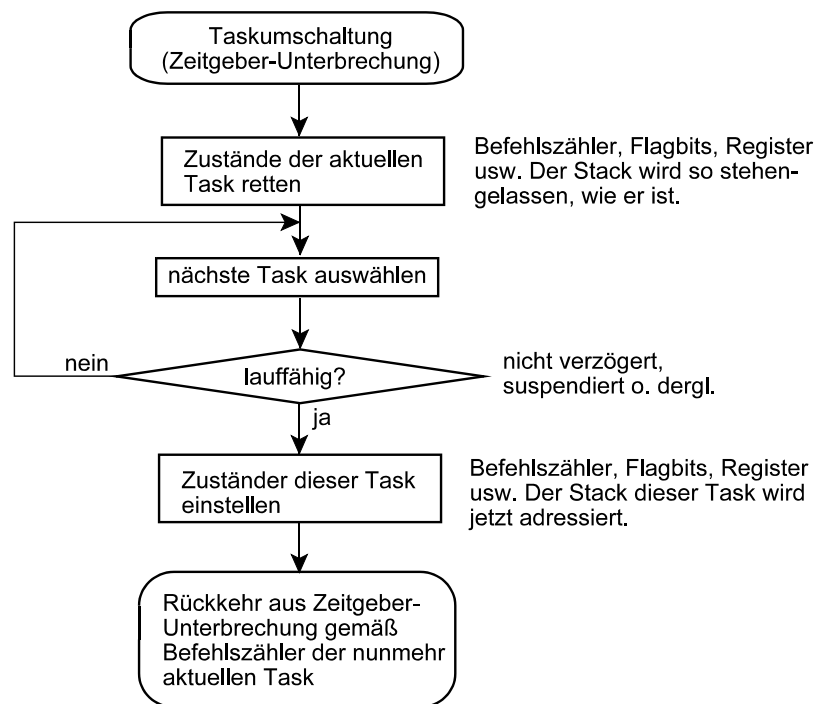 Taskumschaltung
(Zeitgeber-Unterbrechung)
Zustände der aktuellen
Task retten
Befehlszähler, Flagbits, Register
usw. Der Stack wird so stehen-
gelassen, wie er ist.
nächste Task auswählen
nein
lauffähig?
nicht verzögert,
suspendiert o. dergl.
ja
Zuständer dieser Task
einstellen
Befehlszähler, Flagbits, Register
usw. Der Stack dieser Task wird
jetzt adressiert.
Rückkehr aus Zeitgeber-
Unterbrechung gemäß
Befehlszähler der nunmehr
aktuellen Task